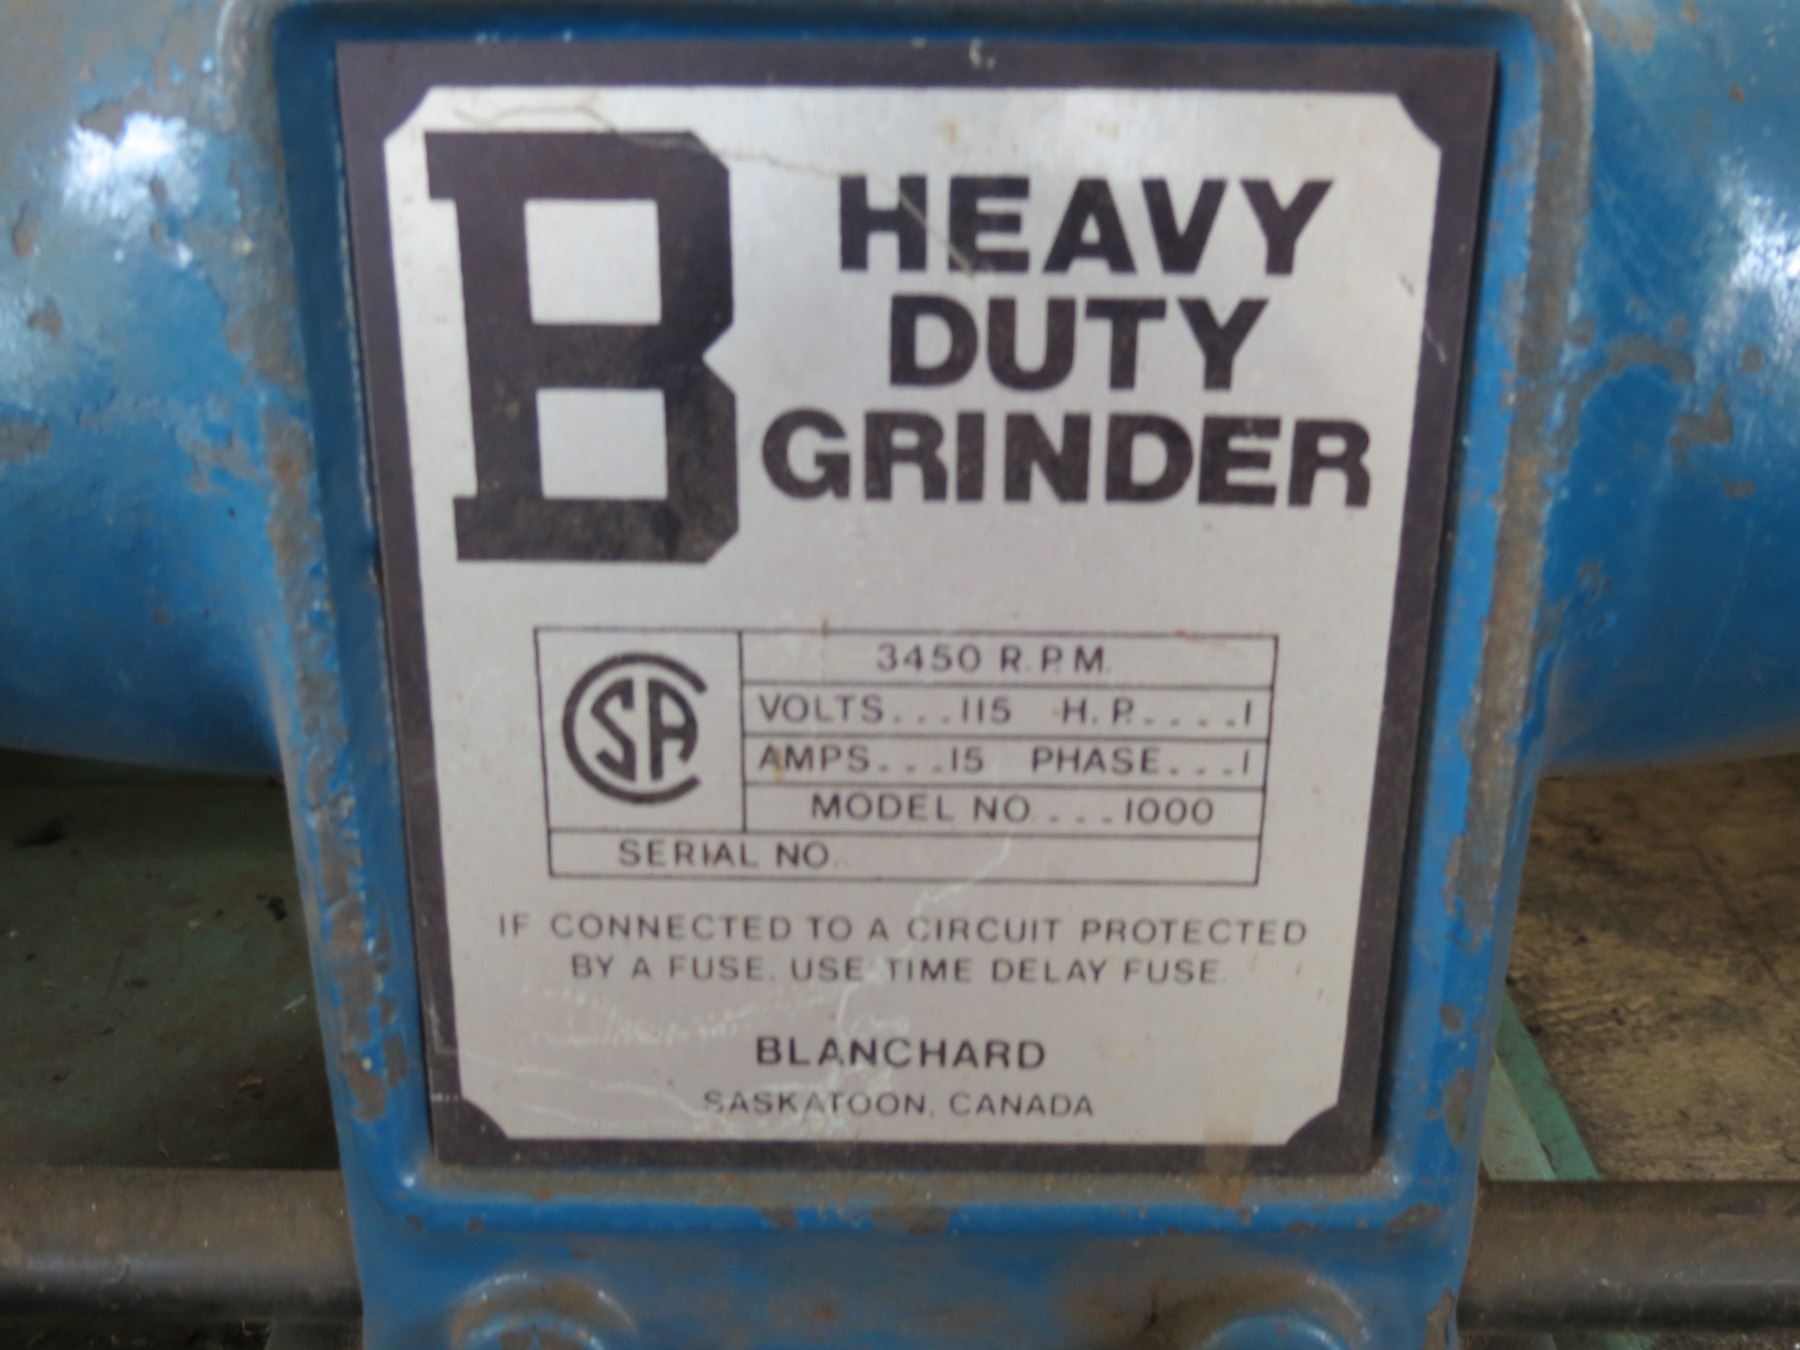 B
HEAVY
DUTY
GRINDER
CSA
3450 R.P.M.
VOLTS...115 H.P.....1
AMPS...15 PHASE...1
MODEL NO....1000
SERIAL NO.
IF CONNECTED TO A CIRCUIT PROTECTED
BY A FUSE. USE TIME DELAY FUSE.
BLANCHARD
SASKATOON, CANADA